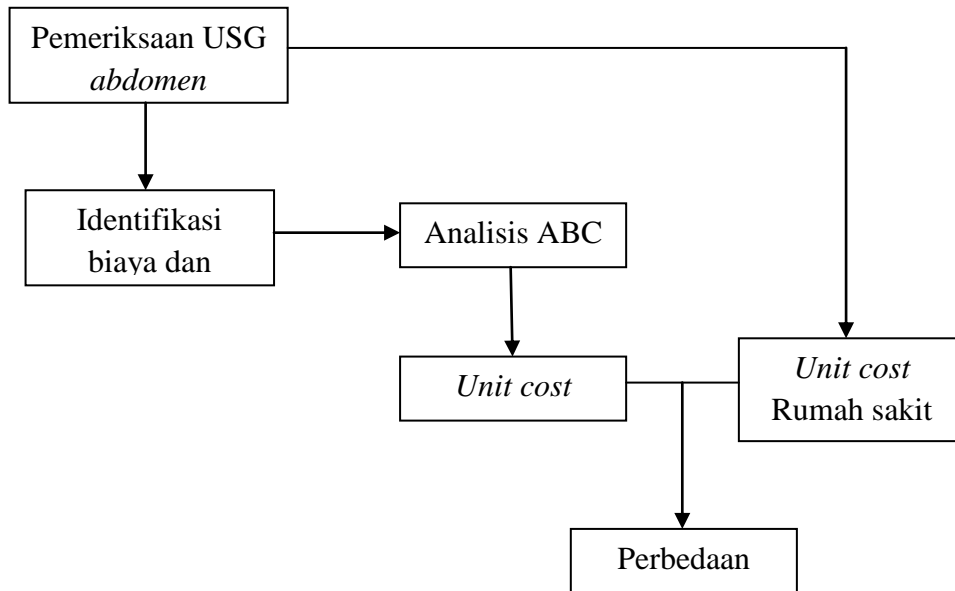 Pemeriksaan USG
abdomen
Identifikasi
biaya dan
Analisis ABC
Unit cost
Unit cost
Rumah sakit
Perbedaan